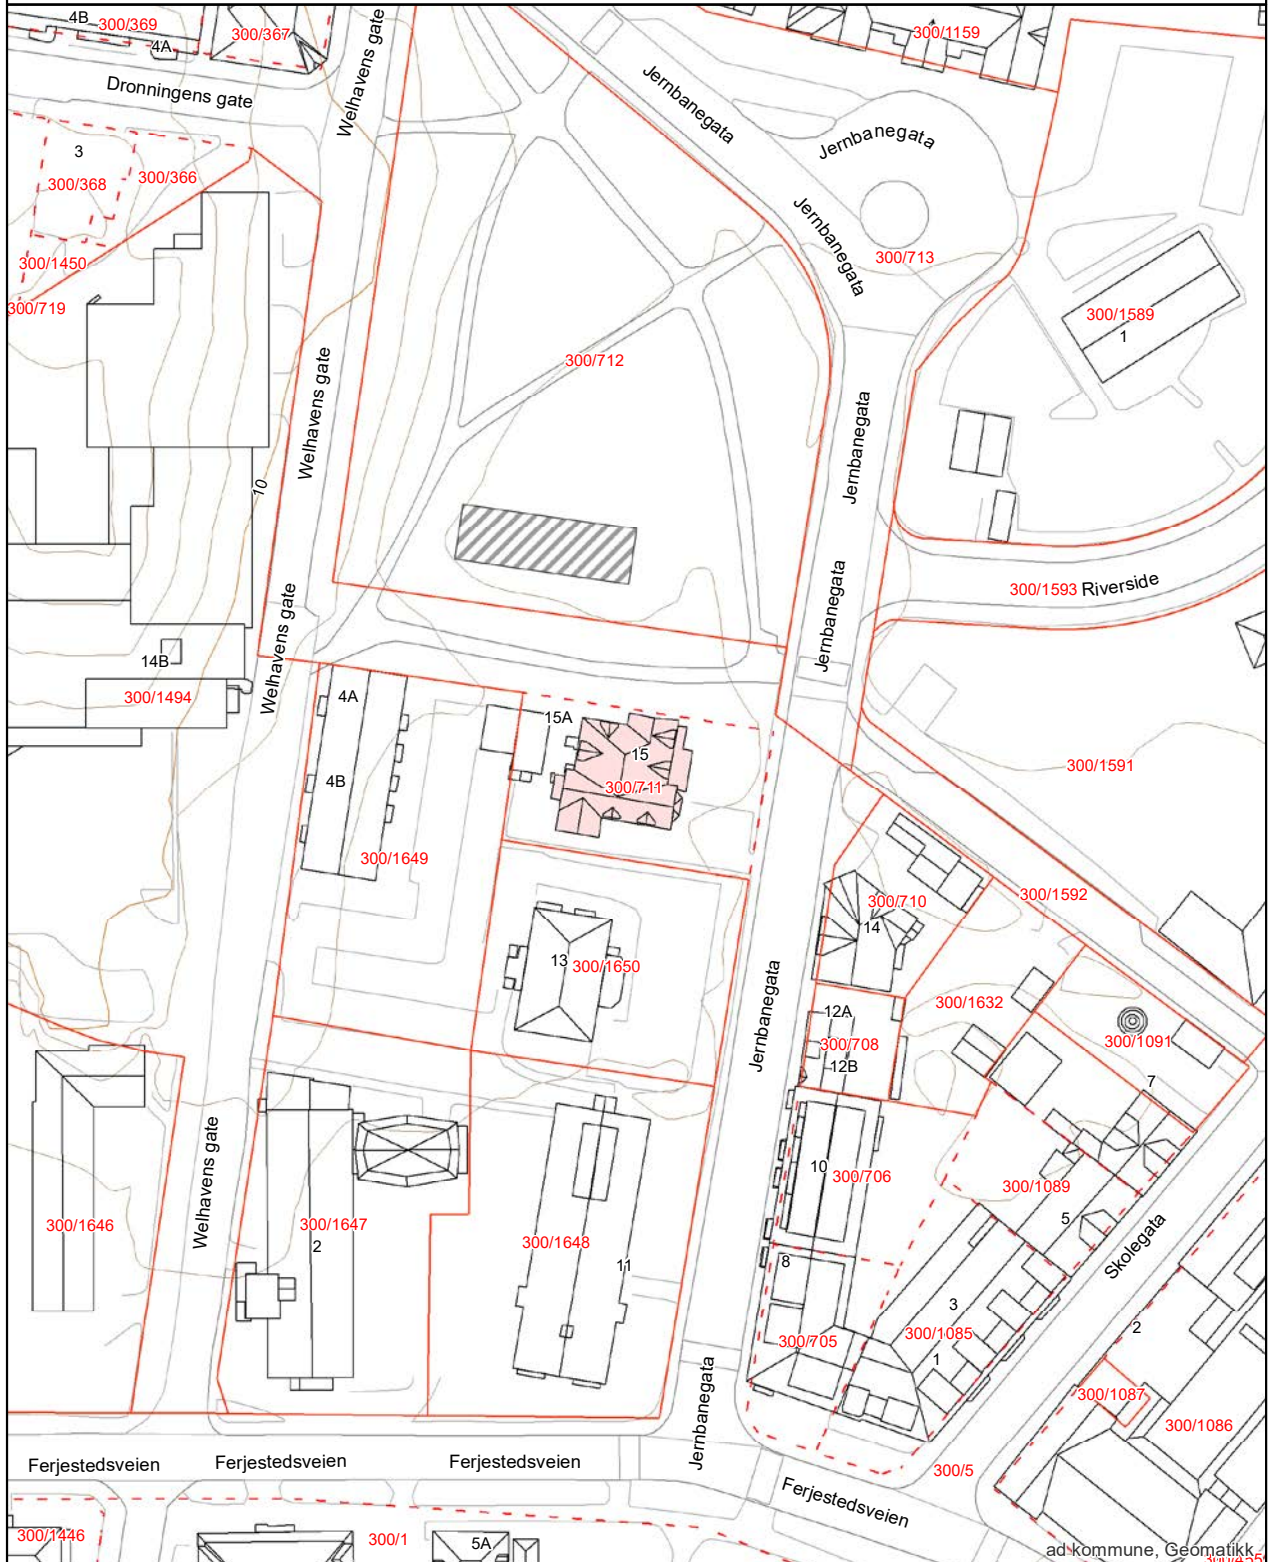 4B
300/369
4A
300/367
Welhavens gate
Dronningens gate
300/1159
Jernbanegata
Jernbanegata
3
300/368
300/366
Jernbanegata
300/1450
300/713
300/719
300/1589
1
300/712
Welhavens gate
Jernbanegata
10
Jernbanegata
300/1593
Riverside
Welhavens gate
14B
300/1494
4A
15A
15
4B
300/711
300/1591
300/1649
300/710
300/1592
14
13
300/1650
Jernbanegata
300/1632
12A
300/708
12B
300/1091
7
Welhavens gate
10
300/706
300/1089
300/1646
300/1647
2
300/1648
11
5
Skolegata
8
3
300/705
300/1085
1
2
Jernbanegata
300/1087
300/1086
Ferjestedsveien
Ferjestedsveien
Ferjestedsveien
300/5
Ferjestedsveien
300/1446
300/1
5A
ad kommune, Geomatikk